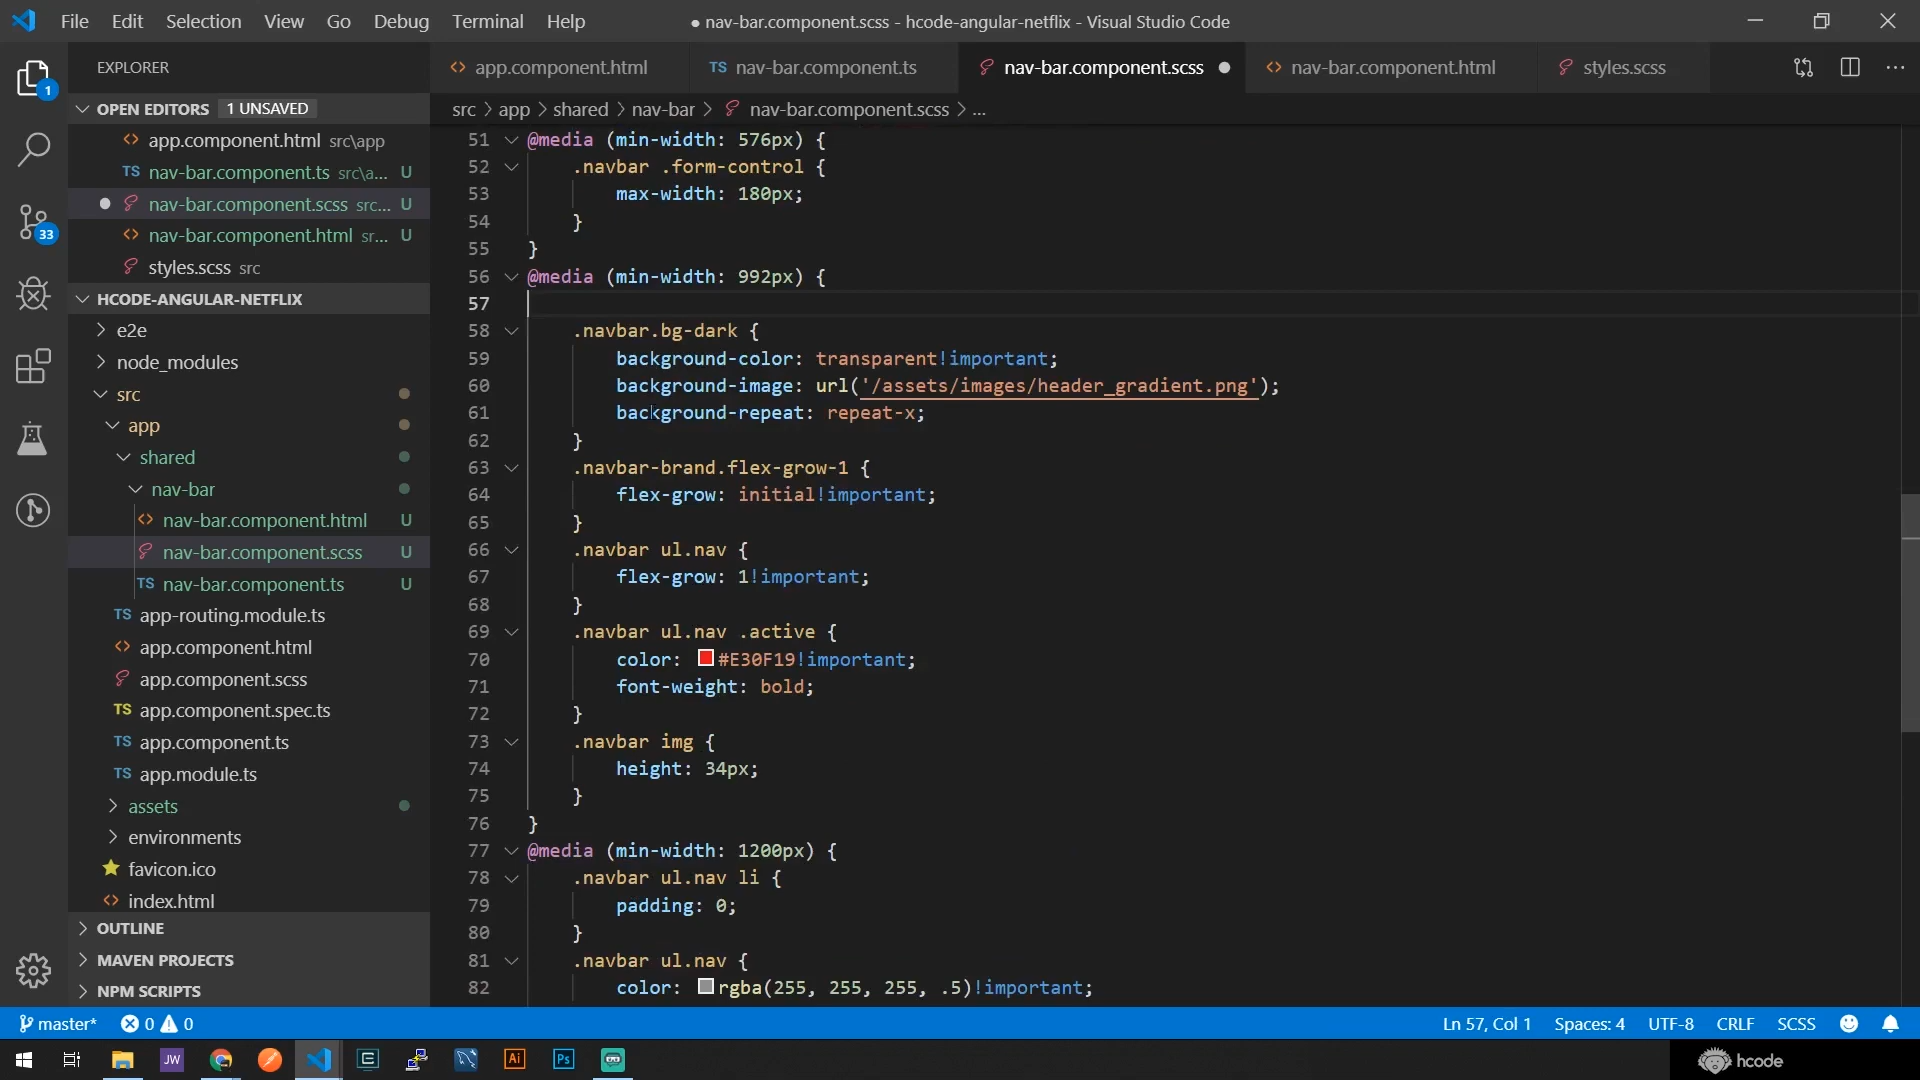 File Edit Selection View Go Debug Terminal Help
● nav-bar.component.scss - hcode-angular-netflix - Visual Studio Code
EXPLORER
OPEN EDITORS 1 UNSAVED
app.component.html src\app
TS nav-bar.component.ts src\a... U
nav-bar.component.scss src... U
nav-bar.component.html sr... U
styles.scss src
HCODE-ANGULAR-NETFLIX
e2e
node_modules
src
app
shared
nav-bar
nav-bar.component.html U
nav-bar.component.scss U
TS nav-bar.component.ts U
TS app-routing.module.ts
app.component.html
app.component.scss
TS app.component.spec.ts
TS app.component.ts
TS app.module.ts
assets
environments
favicon.ico
index.html
OUTLINE
MAVEN PROJECTS
NPM SCRIPTS
1
33
app.component.html
TS nav-bar.component.ts
nav-bar.component.scss ●
nav-bar.component.html
styles.scss
src > app > shared > nav-bar > nav-bar.component.scss > ...
51 @media (min-width: 576px) {
52 .navbar .form-control {
53 max-width: 180px;
54 }
55 }
56 @media (min-width: 992px) {
57
58 .navbar.bg-dark {
59 background-color: transparent!important;
60 background-image: url('/assets/images/header_gradient.png');
61 background-repeat: repeat-x;
62 }
63 .navbar-brand.flex-grow-1 {
64 flex-grow: initial!important;
65 }
66 .navbar ul.nav {
67 flex-grow: 1!important;
68 }
69 .navbar ul.nav .active {
70 color: #E30F19!important;
71 font-weight: bold;
72 }
73 .navbar img {
74 height: 34px;
75 }
76 }
77 @media (min-width: 1200px) {
78 .navbar ul.nav li {
79 padding: 0;
80 }
81 .navbar ul.nav {
82 color: rgba(255, 255, 255, .5)!important;
master* 0 0
Ln 57, Col 1 Spaces: 4 UTF-8 CRLF SCSS
JW
Ai
Ps
hcode